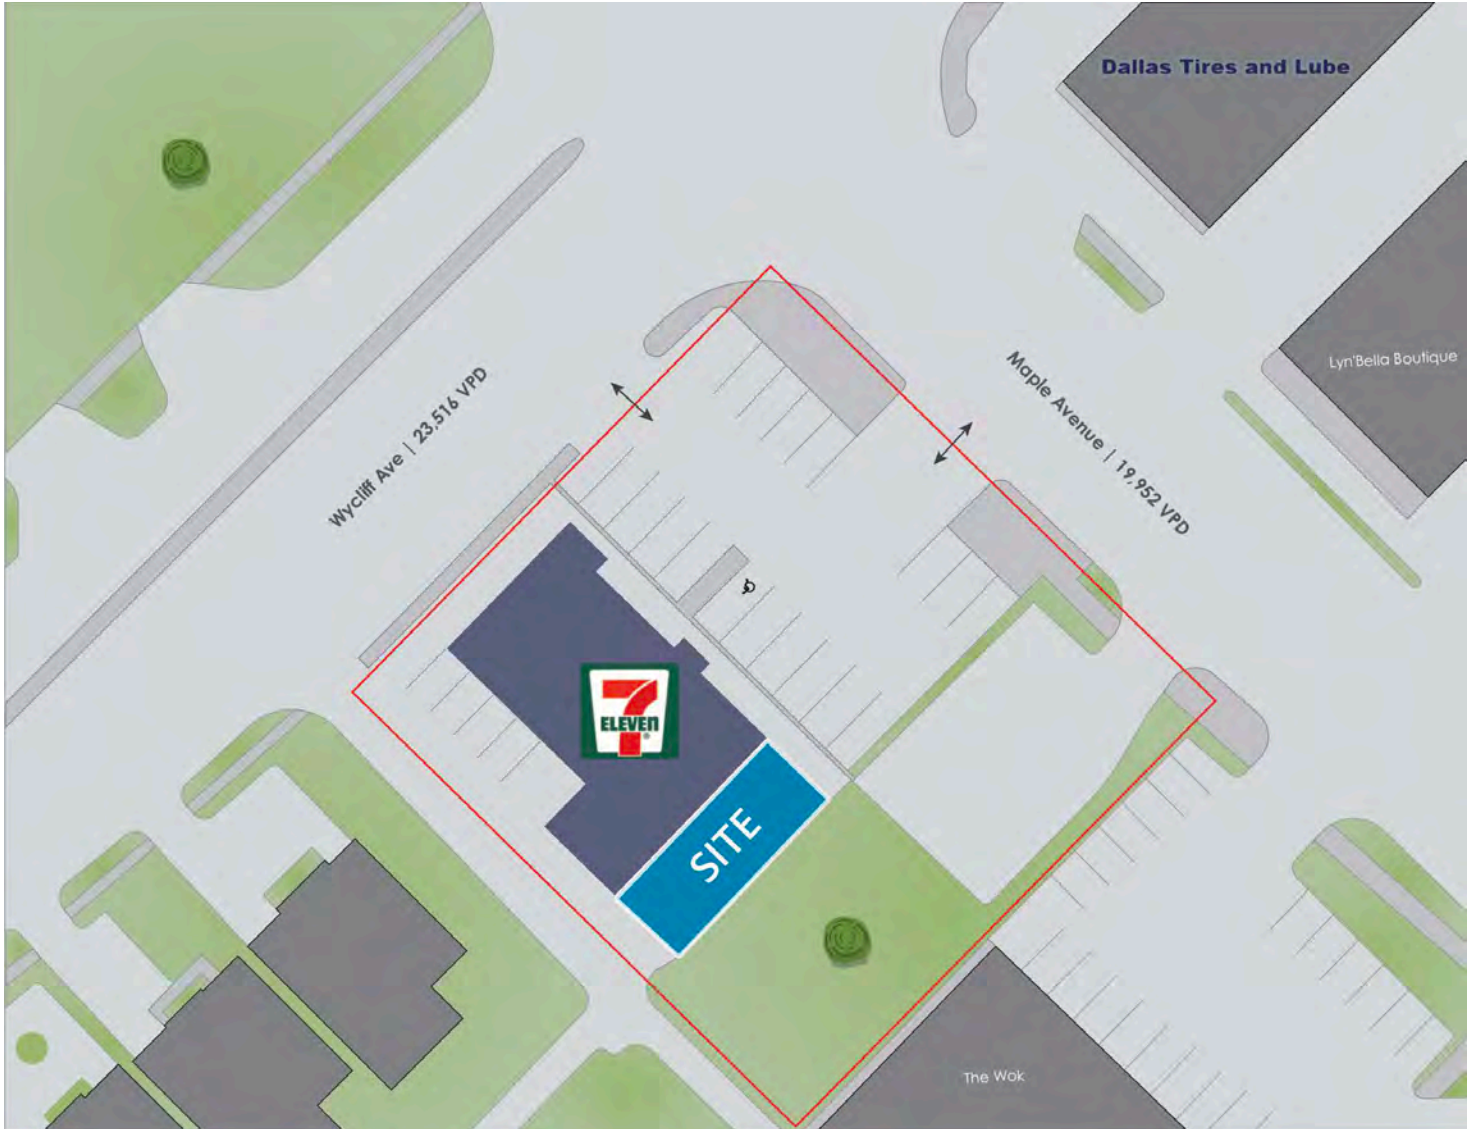 Dallas Tires and Lube
Lyn'Bella Boutique
Wycliff Ave | 23,516 VPD
Maple Avenue | 19,952 VPD
7
ELEVEn
®
SITE
The Wok